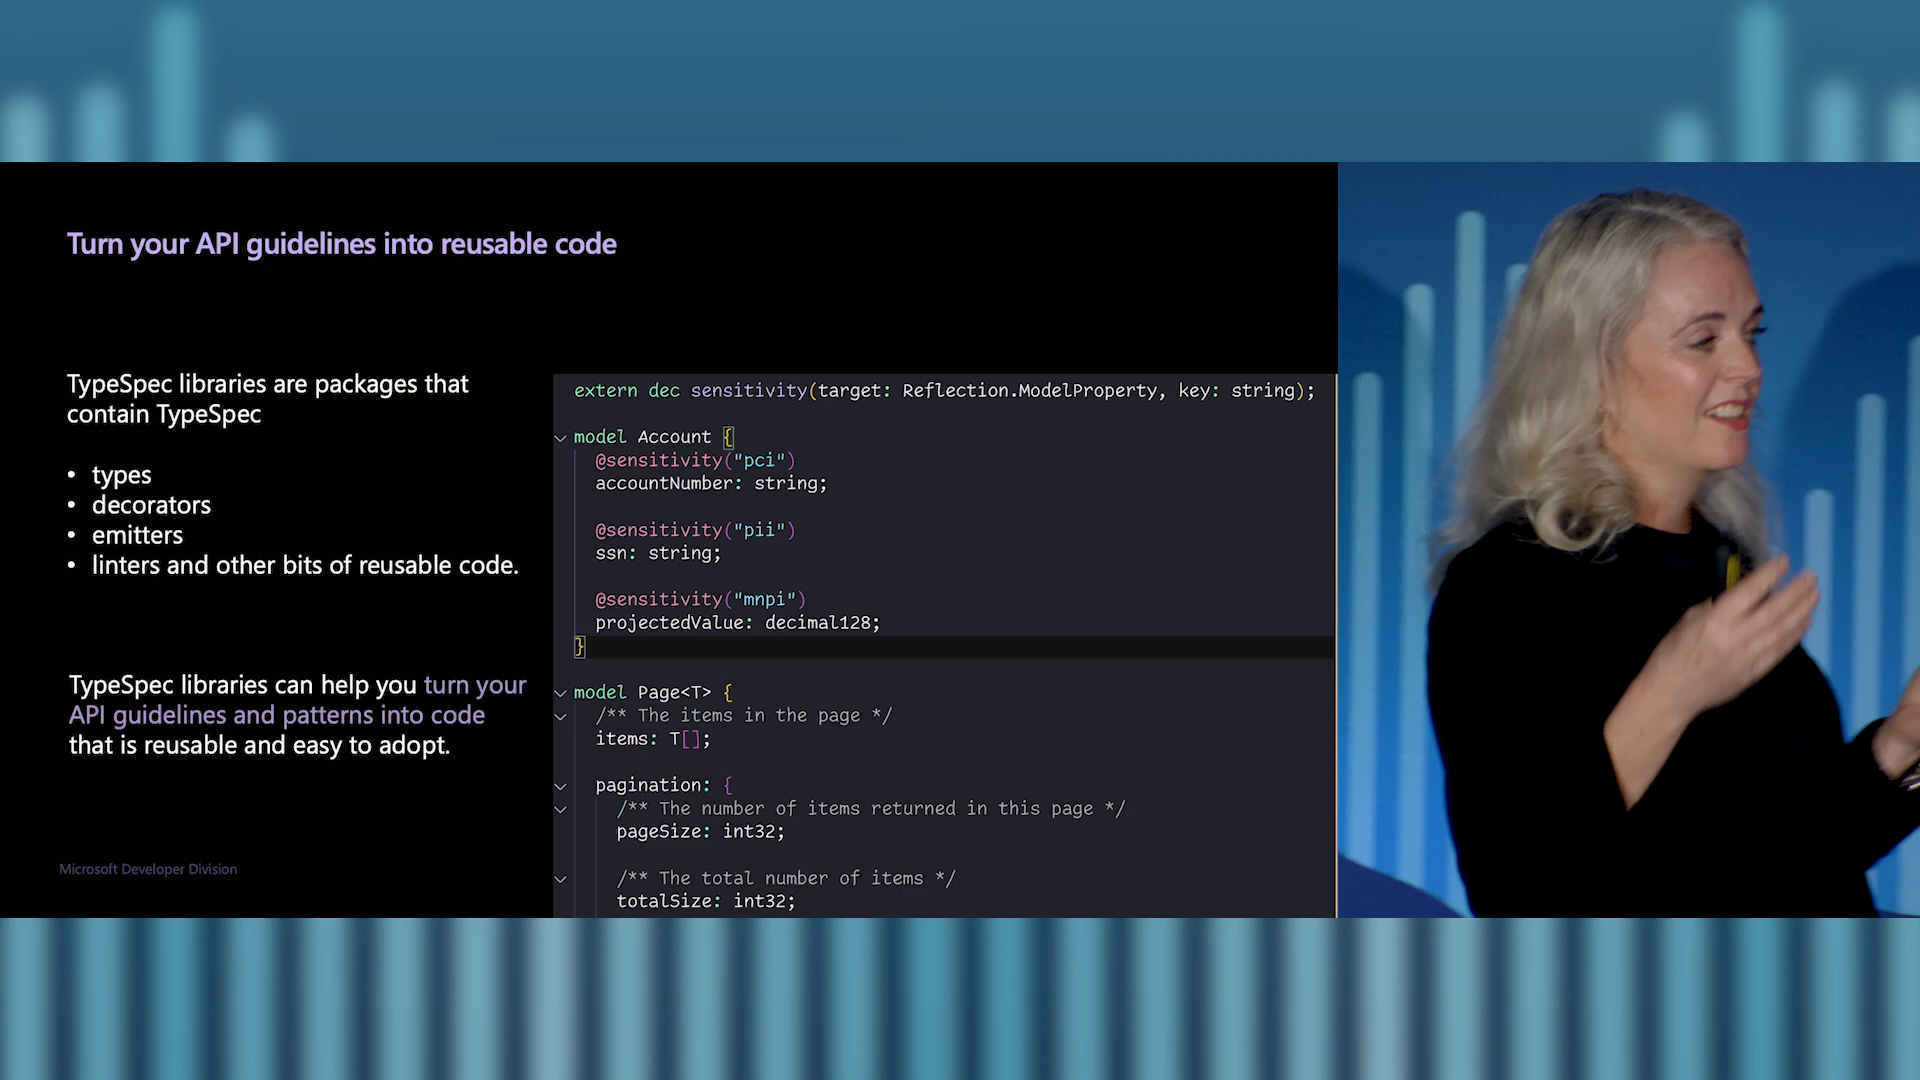 Turn your API guidelines into reusable code
TypeSpec libraries are packages that
contain TypeSpec
• types
• decorators
• emitters
• linters and other bits of reusable code.
TypeSpec libraries can help you turn your
API guidelines and patterns into code
that is reusable and easy to adopt.
Microsoft Developer Division
extern dec sensitivity(target: Reflection.ModelProperty, key: string);
model Account {
@sensitivity("pci")
accountNumber: string;
@sensitivity("pii")
ssn: string;
@sensitivity("mnpi")
projectedValue: decimal128;
}
model Page<T> {
/** The items in the page */
items: T[];
pagination: {
/** The number of items returned in this page */
pageSize: int32;
/** The total number of items */
totalSize: int32;